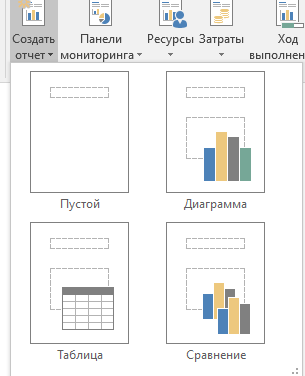 Создать отчет
Панели мониторинга
Ресурсы
Затраты
Ход выполнен
Пустой
Диаграмма
Таблица
Сравнение